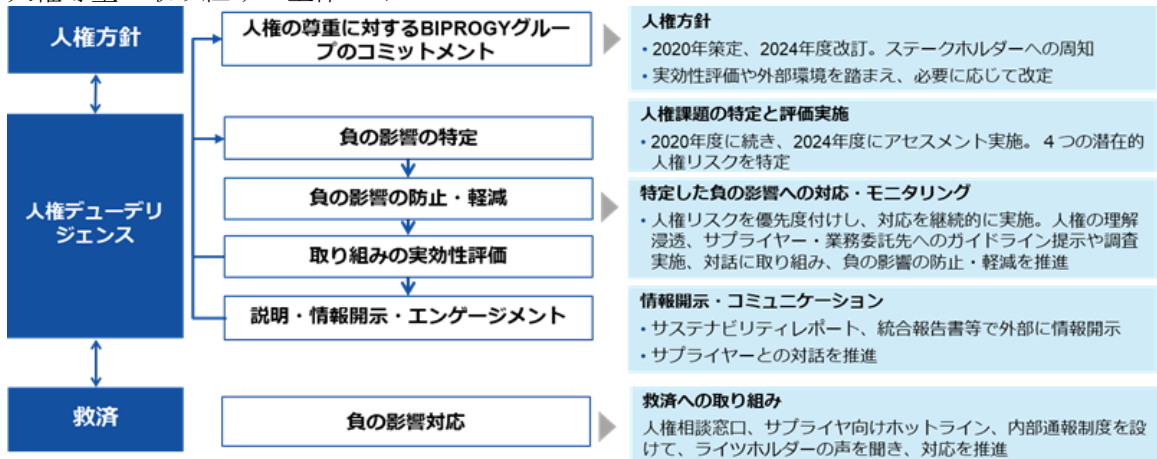 人権方針
人権の尊重に対するBIPROGYグルー
プのコミットメント
人権方針
・2020年策定、2024年度改訂。ステークホルダーへの周知
・実効性評価や外部環境を踏まえ、必要に応じて改定
人権デューデリ
ジェンス
負の影響の特定
負の影響の防止・軽減
取り組みの実効性評価
説明・情報開示・エンゲージメント
人権課題の特定と評価実施
・2020年度に続き、2024年度にアセスメント実施。４つの潜在的
人権リスクを特定
特定した負の影響への対応・モニタリング
・人権リスクを優先度付けし、対応を継続的に実施。人権の理解
浸透、サプライヤー・業務委託先へのガイドライン提示や調査
実施、対話に取り組み、負の影響の防止・軽減を推進
情報開示・コミュニケーション
・サステナビリティレポート、統合報告書等で外部に情報開示
・サプライヤーとの対話を推進
救済
負の影響対応
救済への取り組み
人権相談窓口、サプライヤ向けホットライン、内部通報制度を設
けて、ライツホルダーの声を聞き、対応を推進